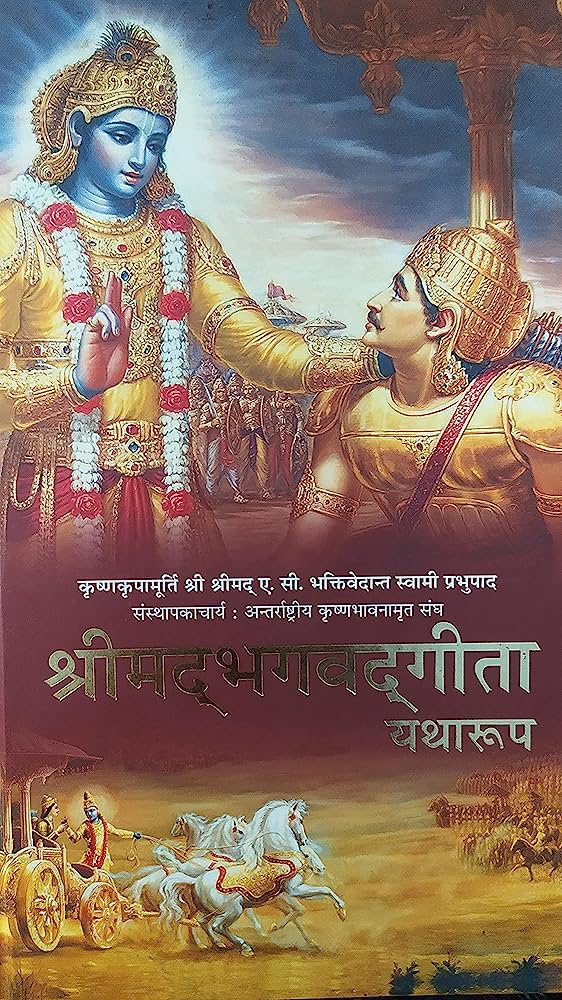 कृष्णकृपामूर्ति श्री श्रीमद् ए. सी. भक्तिवेदान्त स्वामी प्रभुपाद
संस्थापकाचार्य : अन्तर्राष्ट्रीय कृष्णभावनामृत संघ
श्रीमद्भगवद्गीता
यथारूप